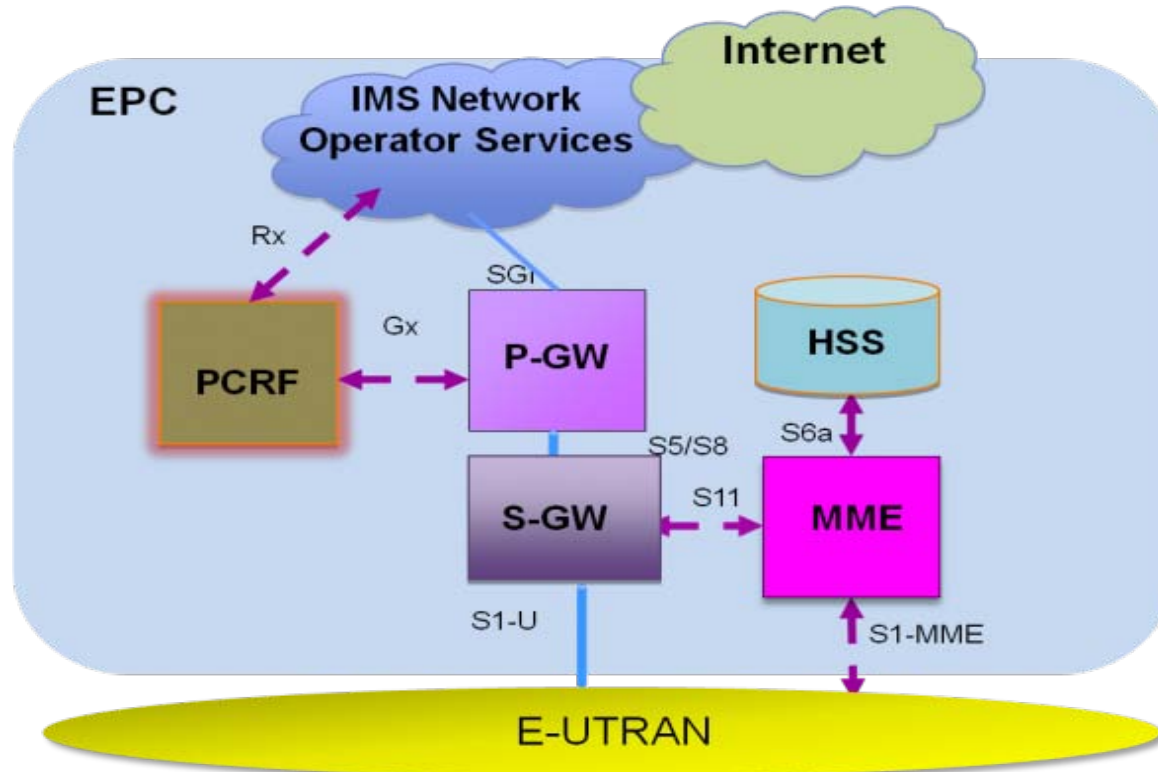 Internet
EPC
IMS Network
Operator Services
Rx
SGi
Gx
P-GW
HSS
PCRF
S5/S8
S6a
S11
S-GW
MME
S1-U
S1-MME
E-UTRAN